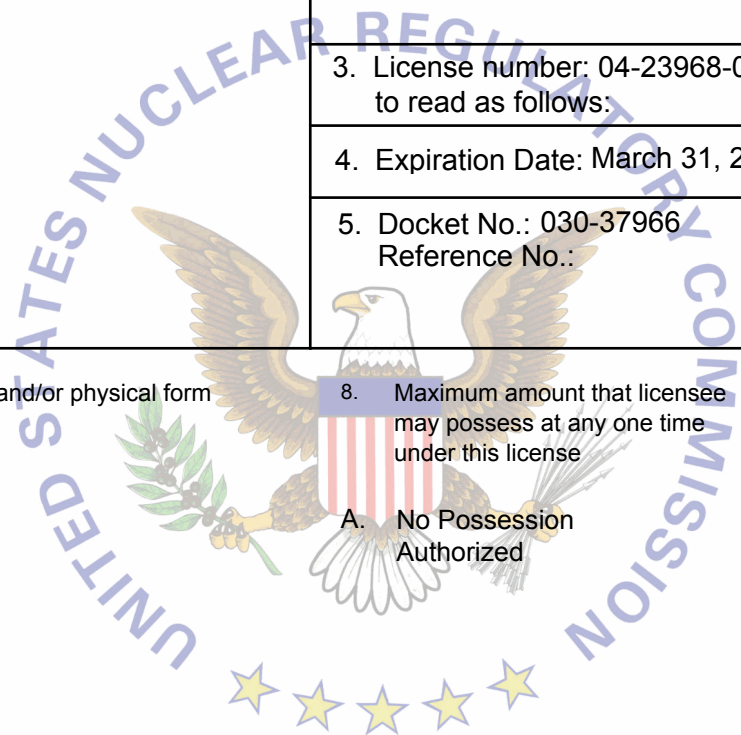 UNITED STATES NUCLEAR REGULATORY COMMISSION
3. License number: 04-23968-0
to read as follows:
4. Expiration Date: March 31, 2
5. Docket No.: 030-37966
Reference No.:
and/or physical form
8. Maximum amount that licensee
may possess at any one time
under this license
A. No Possession
Authorized